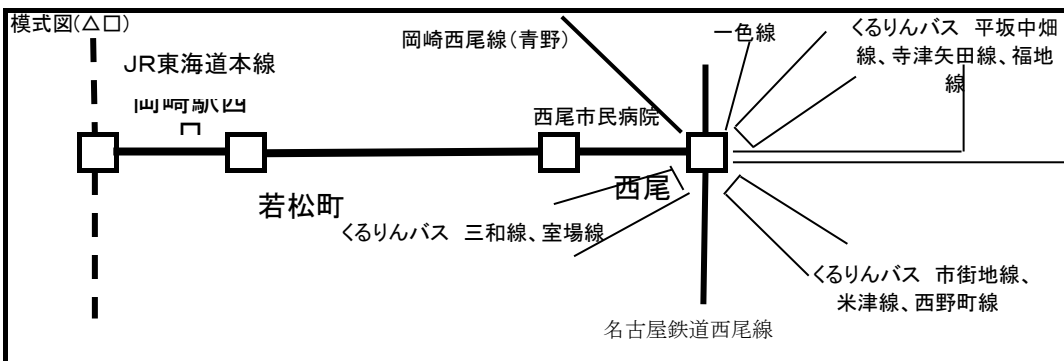 模式図(△□)
JR東海道本線
岡崎駅西
口
若松町
岡崎西尾線(青野)
西尾市民病院
西尾
くるりんバス 三和線、室場線
一色線
くるりんバス 平坂中畑
線、寺津矢田線、福地
線
くるりんバス 市街地線、
米津線、西野町線
名古屋鉄道西尾線